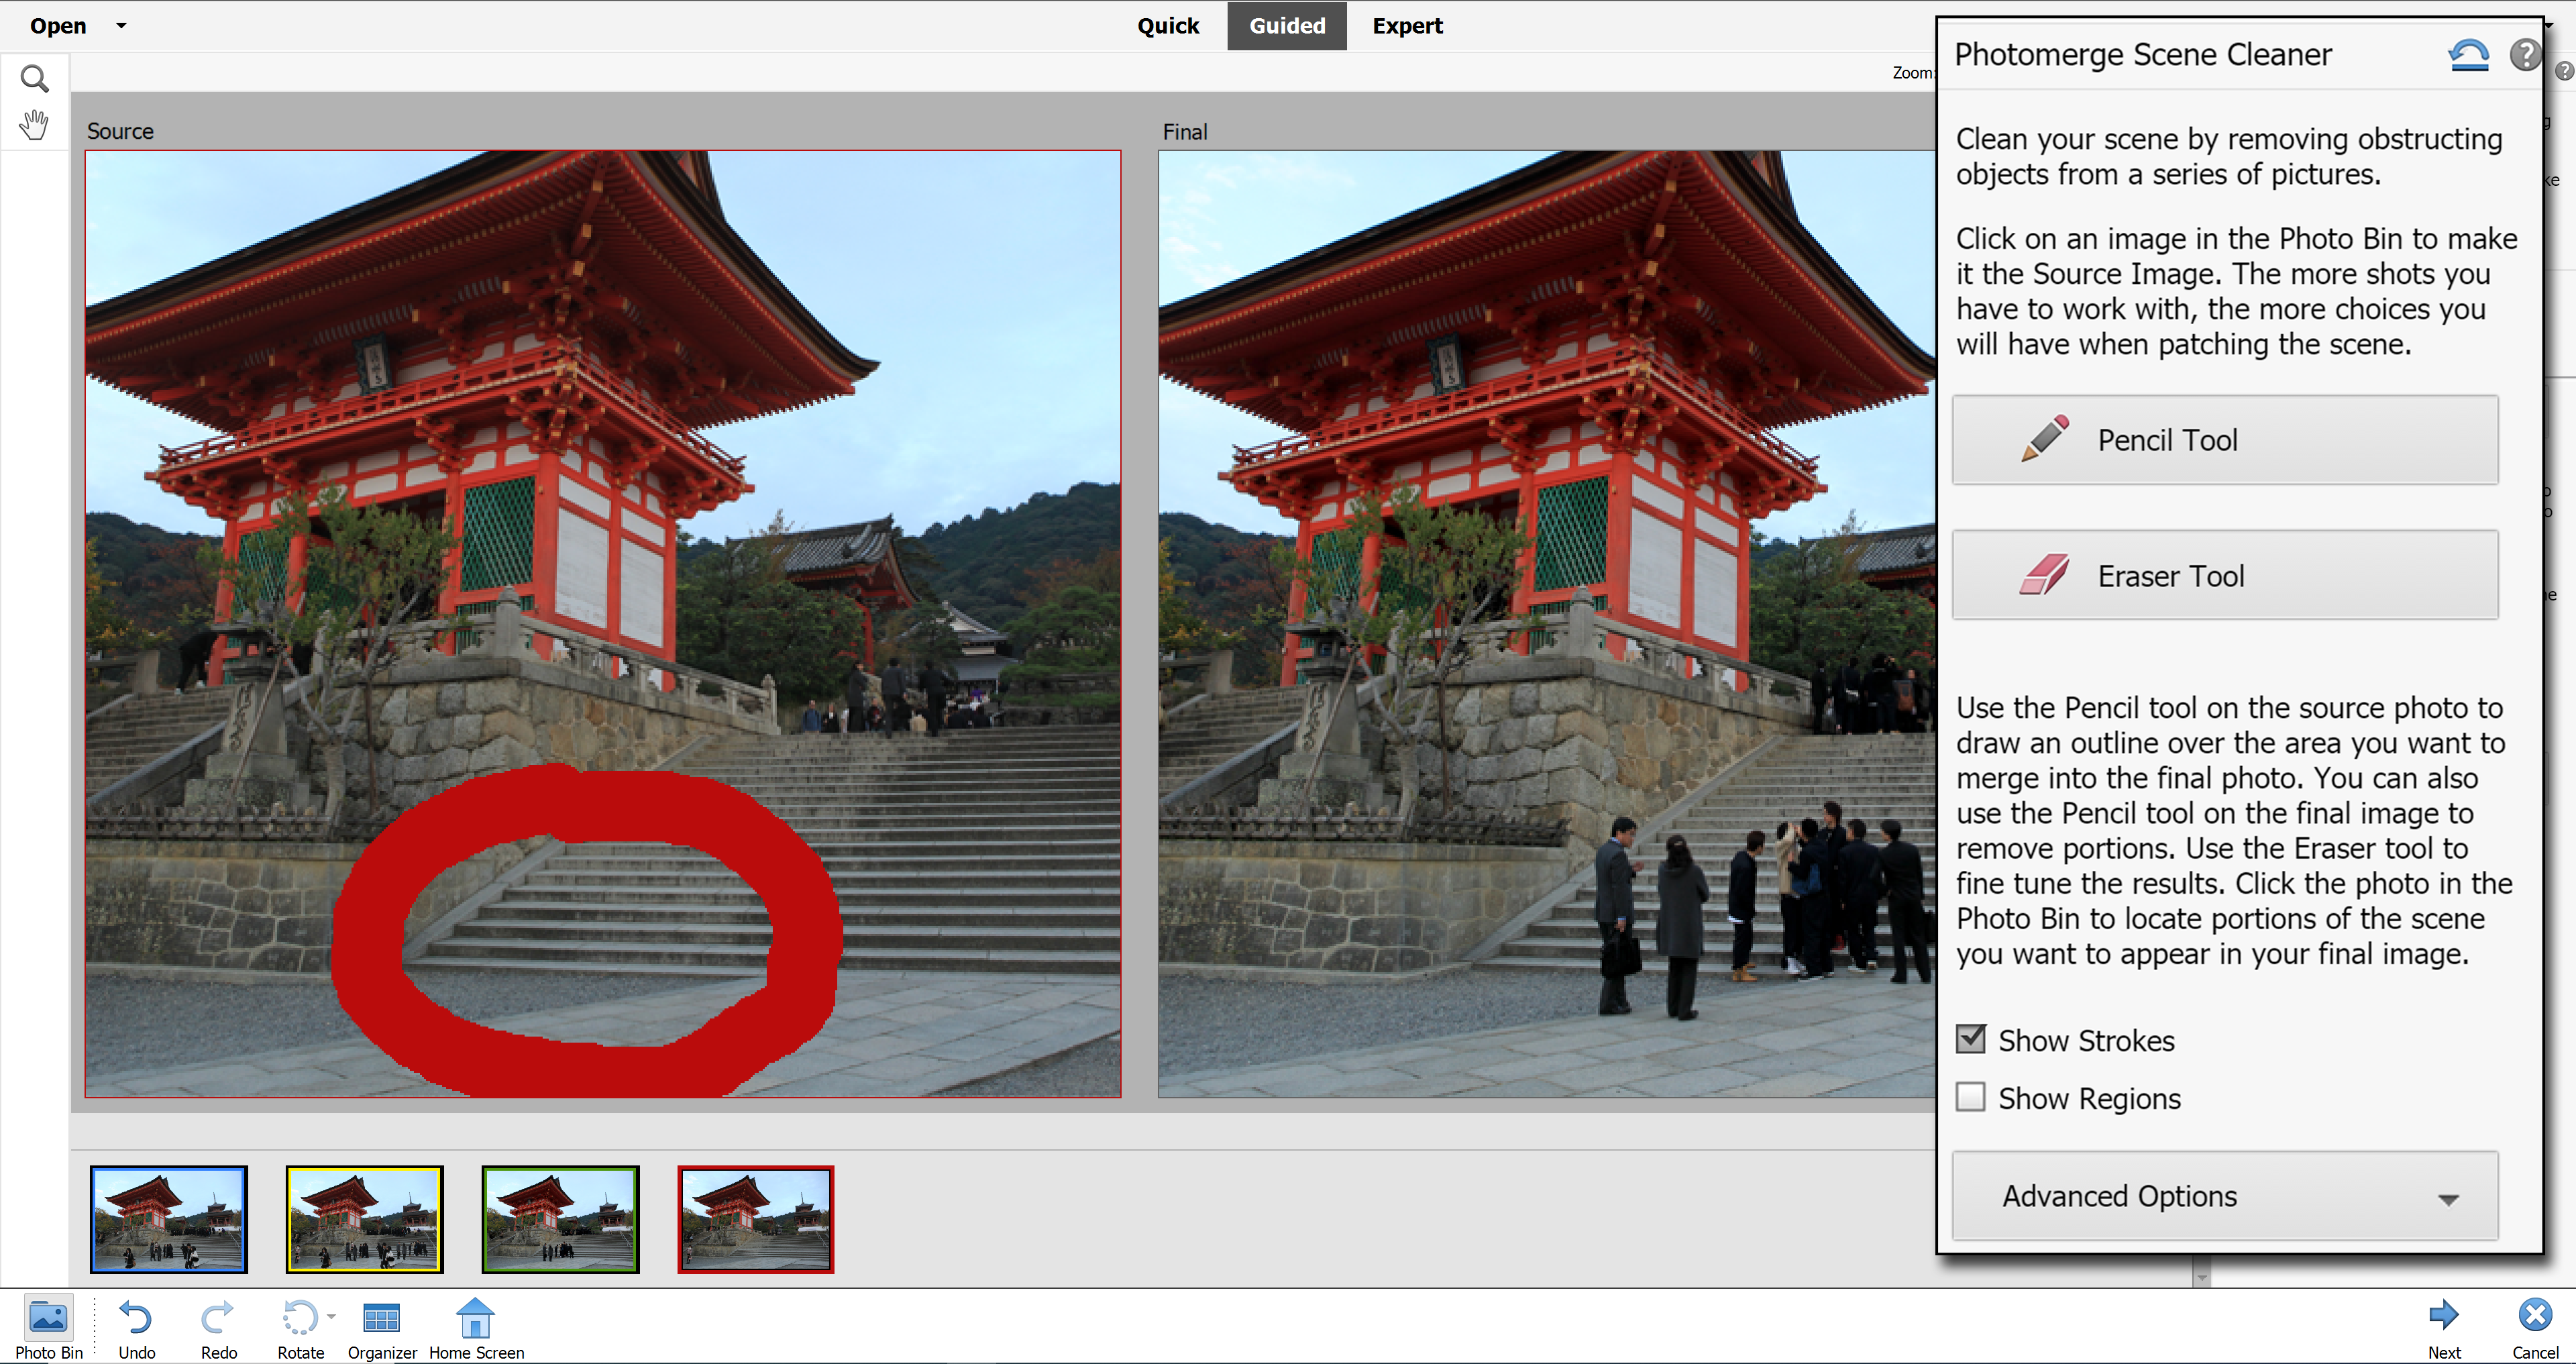 Open
Quick
Guided
Expert
Zoom:
Source
Final
Photomerge Scene Cleaner
Clean your scene by removing obstructing
objects from a series of pictures.
Click on an image in the Photo Bin to make
it the Source Image. The more shots you
have to work with, the more choices you
will have when patching the scene.
Pencil Tool
Eraser Tool
Use the Pencil tool on the source photo to
draw an outline over the area you want to
merge into the final photo. You can also
use the Pencil tool on the final image to
remove portions. Use the Eraser tool to
fine tune the results. Click the photo in the
Photo Bin to locate portions of the scene
you want to appear in your final image.
Show Strokes
Show Regions
Advanced Options
Photo Bin
Undo
Redo
Rotate
Organizer
Home Screen
Next
Cancel